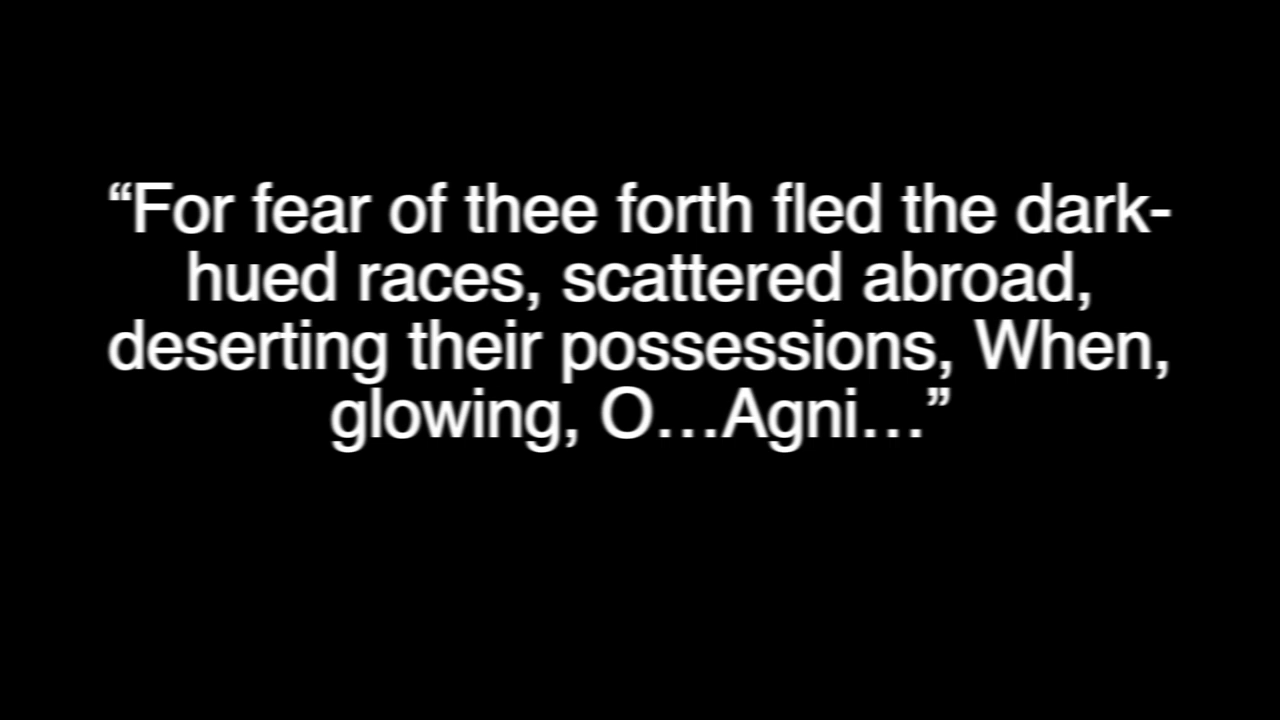 “For fear of thee forth fled the dark-
hued races, scattered abroad,
deserting their possessions, When,
glowing, O…Agni…”